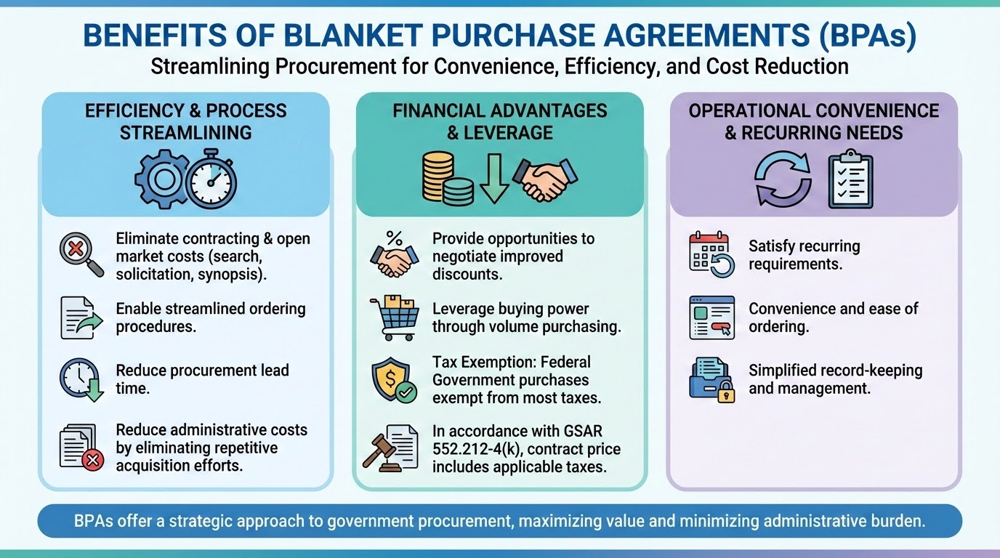 BENEFITS OF BLANKET PURCHASE AGREEMENTS (BPAs)
Streamlining Procurement for Convenience, Efficiency, and Cost Reduction
EFFICIENCY & PROCESS
STREAMLINING
Eliminate contracting & open
market costs (search,
solicitation, synopsis).
Enable streamlined ordering
procedures.
Reduce procurement lead
time.
Reduce administrative costs
by eliminating repetitive
acquisition efforts.
FINANCIAL ADVANTAGES
& LEVERAGE
%
Provide opportunities to
negotiate improved
discounts.
Leverage buying power
through volume purchasing.
$
Tax Exemption: Federal
Government purchases
exempt from most taxes.
In accordance with GSAR
552.212-4(k), contract price
includes applicable taxes.
OPERATIONAL CONVENIENCE
& RECURRING NEEDS
Satisfy recurring
requirements.
Convenience and ease of
ordering.
Simplified record-keeping
and management.
BPAs offer a strategic approach to government procurement, maximizing value and minimizing administrative burden.